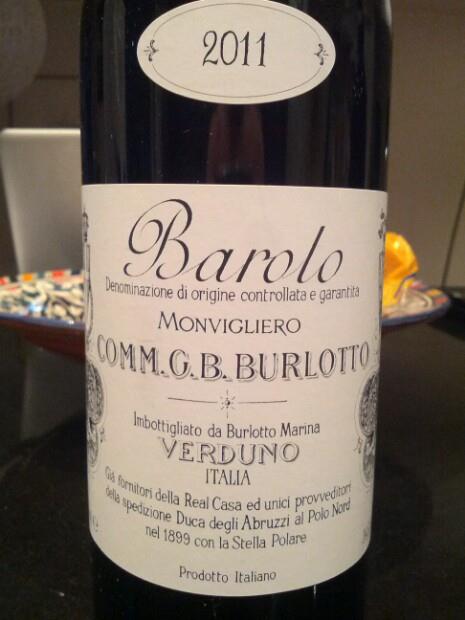 2011
Barolo
Denominazione di origine controllata e garantita
MONVIGLIERO
COMM. G. B. BURLOTTO
Imbottigliato da Burlotto Marina
VERDUNO
ITALIA
Già fornitori della Real Casa ed unici provveditori
della spedizione Duca degli Abruzzi al Polo Nord
nel 1899 con la Stella Polare
Prodotto Italiano